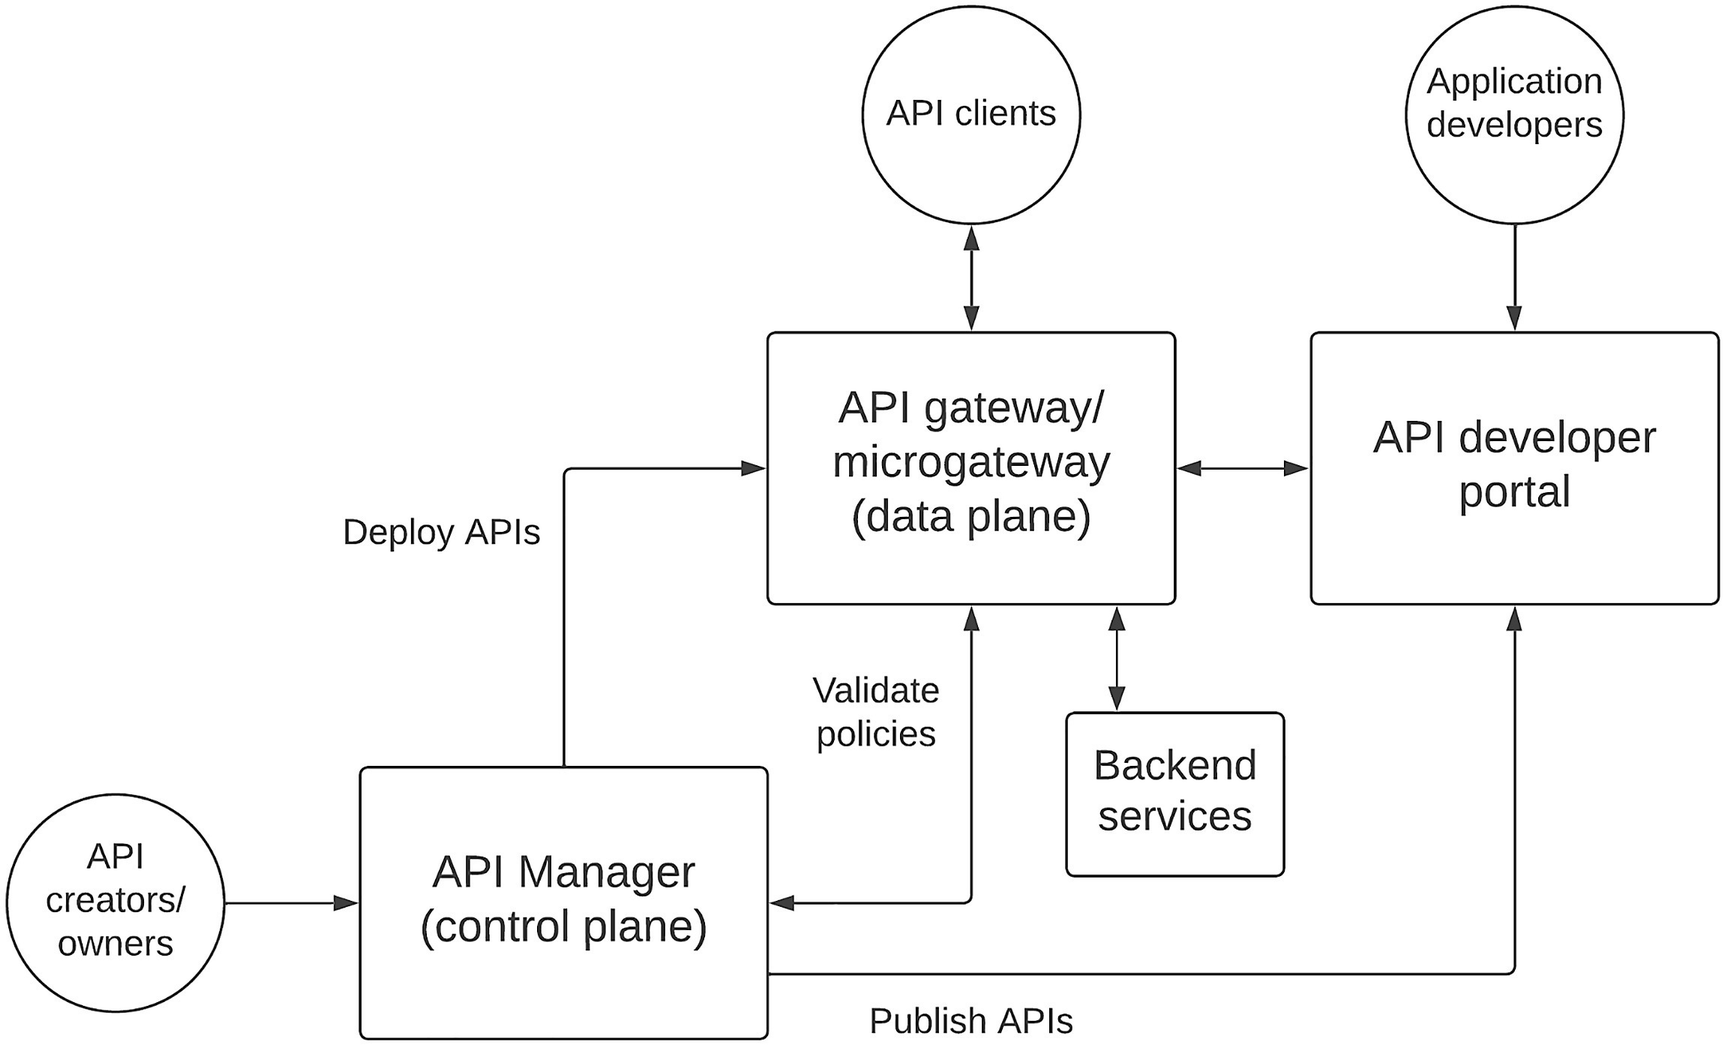 API clients
Application
developers
API gateway/
microgateway
(data plane)
API developer
portal
Deploy APIs
Validate
policies
Backend
services
API
creators/
owners
API Manager
(control plane)
Publish APIs